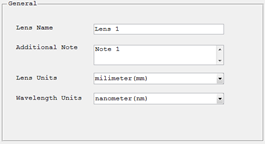 General
Lens Name
Lens 1
Additional Note
Note 1
Lens Units
milimeter(mm)
Wavelength Units
nanometer(nm)